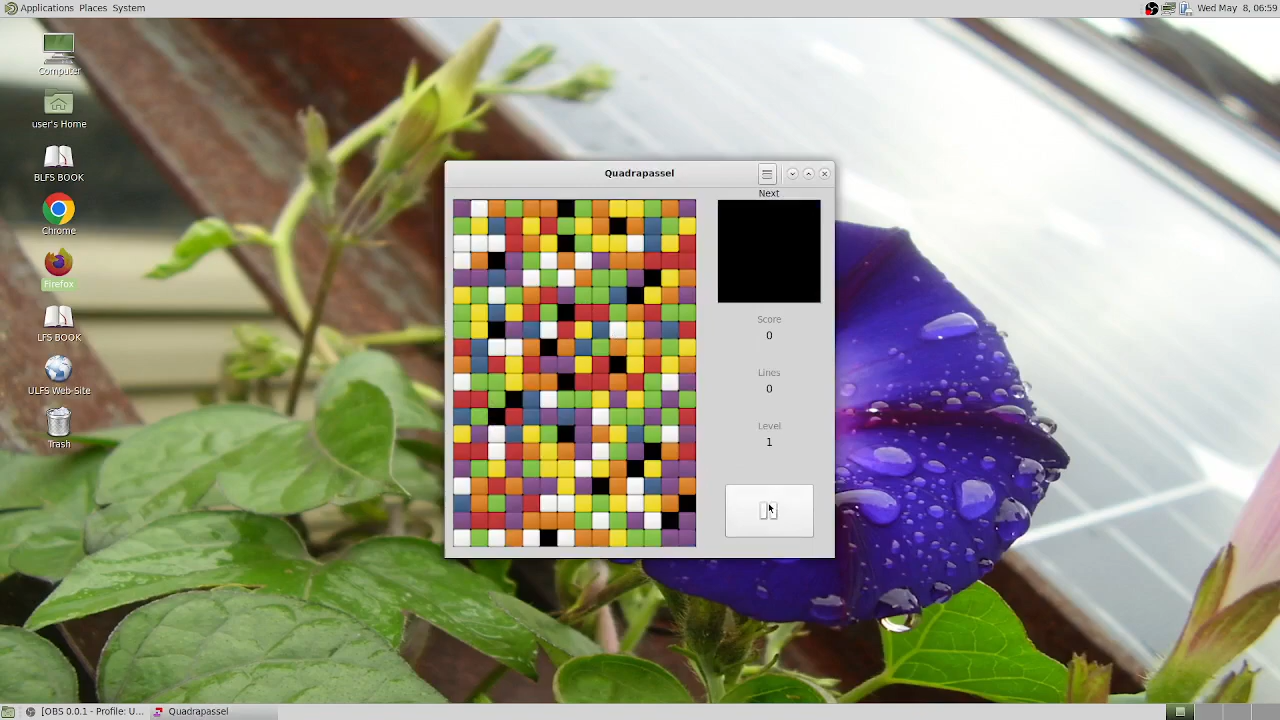 Applications Places System
Wed May  8, 06:59
Computer
user's Home
BLFS BOOK
Chrome
Firefox
LFS BOOK
ULFS Web-Site
Trash
Quadrapassel
Next
Score
0
Lines
0
Level
1
[OBS 0.0.1 - Profile: U...
Quadrapassel